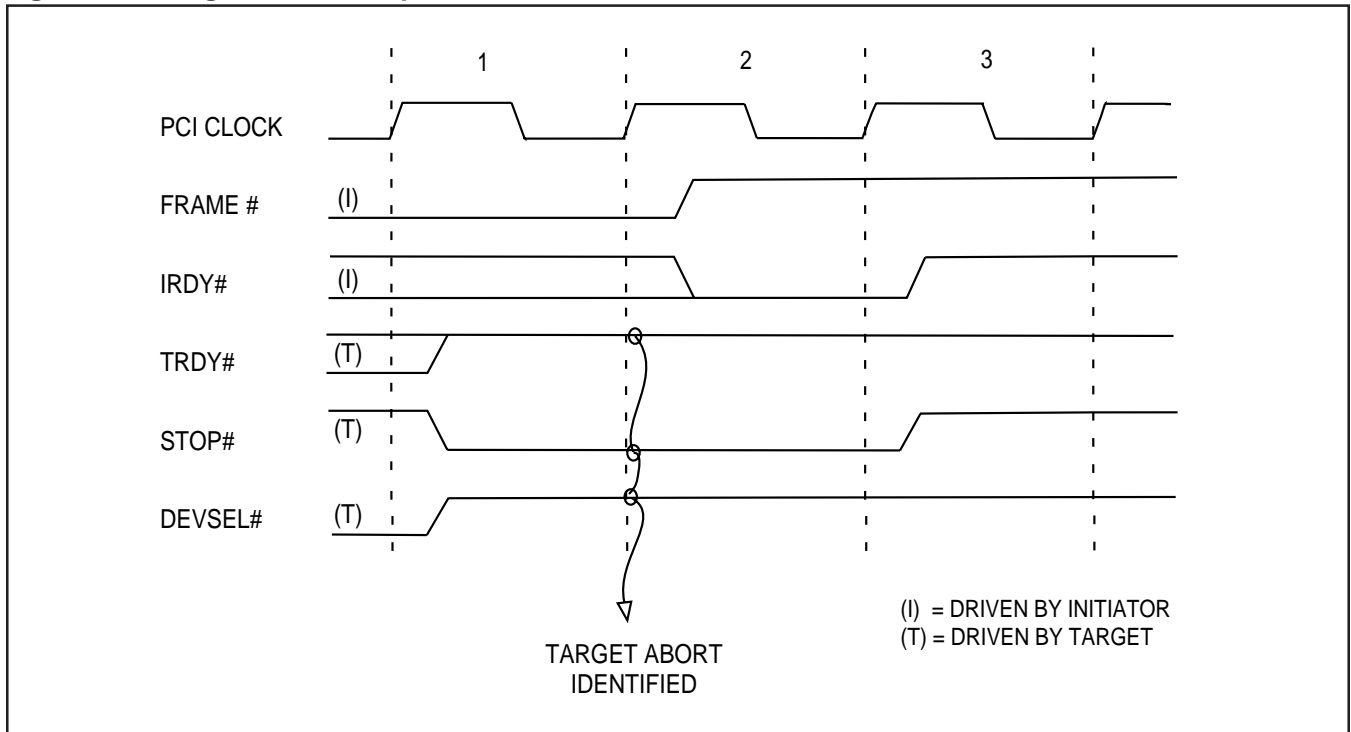 1 2 3
PCI CLOCK
FRAME # (I)
IRDY# (I)
TRDY# (T)
STOP# (T)
DEVSEL# (T)
(I) = DRIVEN BY INITIATOR
(T) = DRIVEN BY TARGET
TARGET ABORT
IDENTIFIED